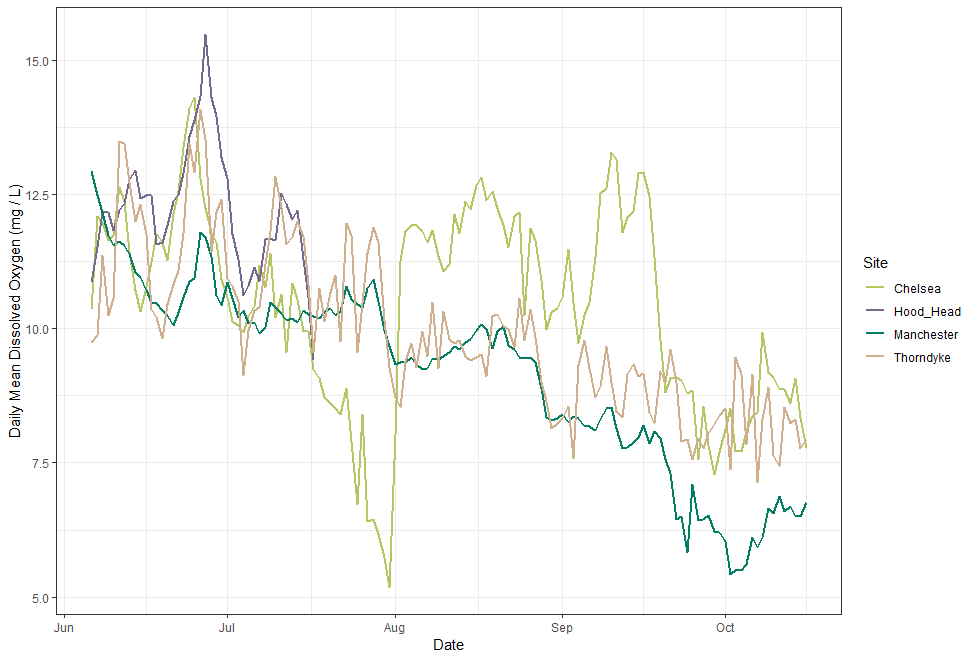 Daily Mean Dissolved Oxygen (mg / L)
15.0
12.5
10.0
7.5
5.0
Jun
Jul
Aug
Sep
Oct
Date
Site
Chelsea
Hood_Head
Manchester
Thorndyke